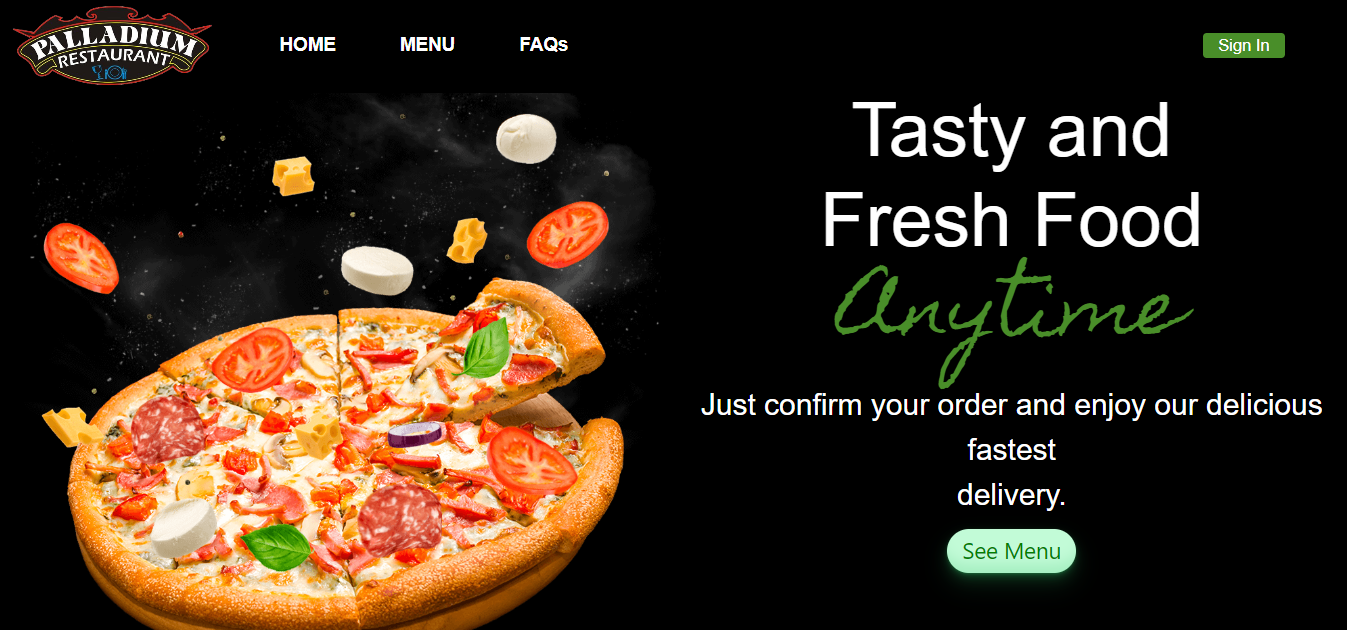 PALLADIUM
RESTAURANT
HOME MENU FAQs
Sign In
Tasty and
Fresh Food
Anytime
Just confirm your order and enjoy our delicious
fastest
delivery.
See Menu